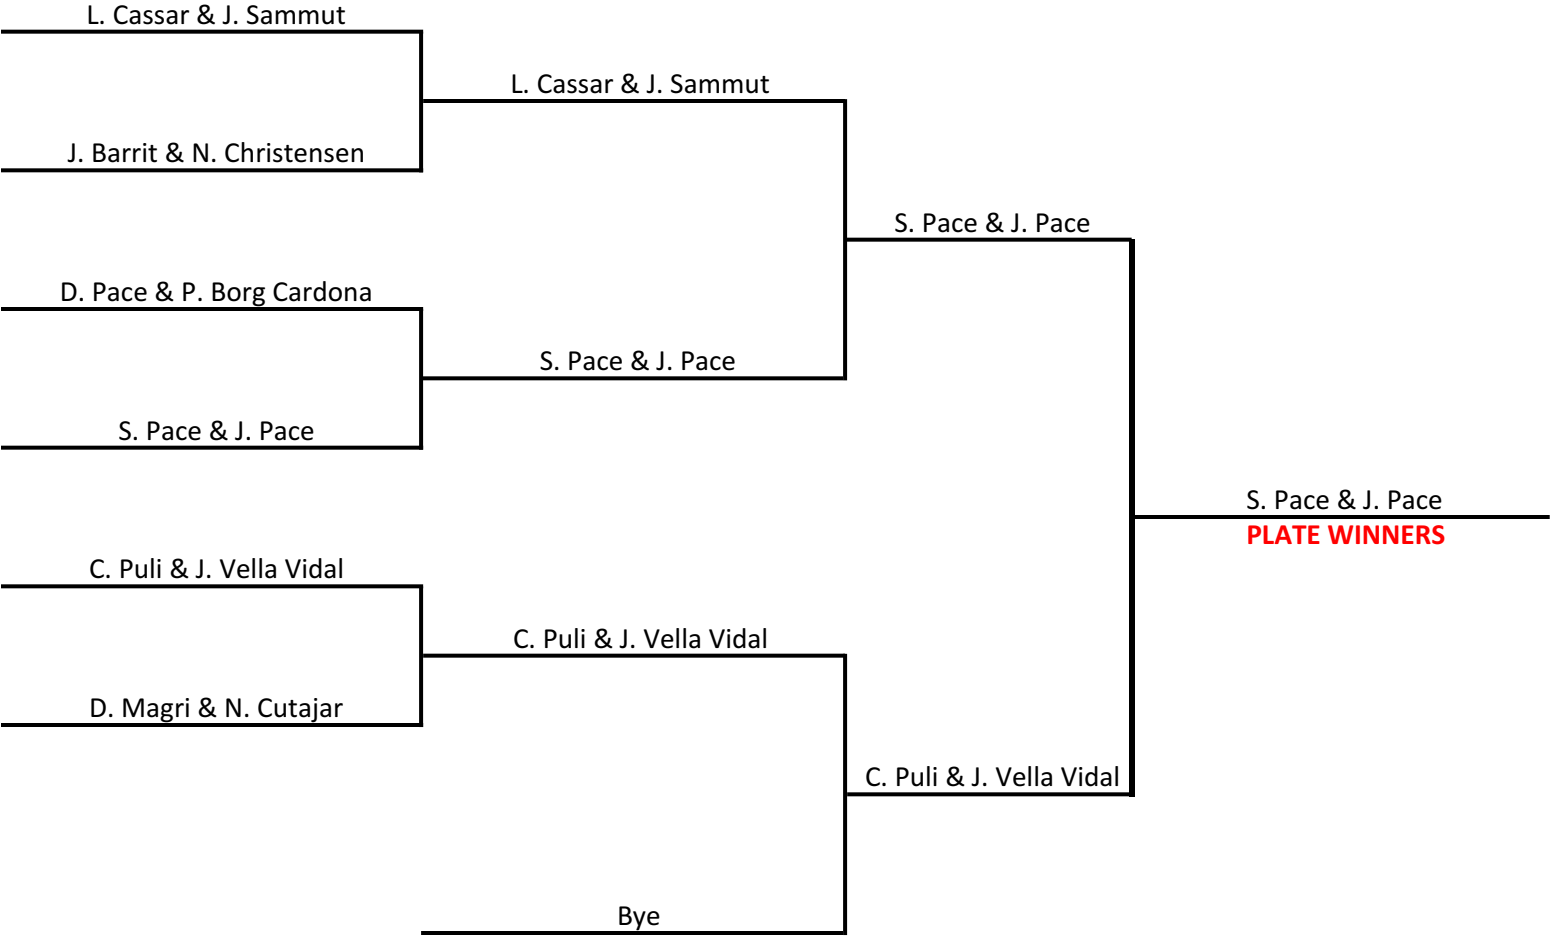 L. Cassar & J. Sammut
L. Cassar & J. Sammut
J. Barrit & N. Christensen
S. Pace & J. Pace
D. Pace & P. Borg Cardona
S. Pace & J. Pace
S. Pace & J. Pace
S. Pace & J. Pace
PLATE WINNERS
C. Puli & J. Vella Vidal
C. Puli & J. Vella Vidal
D. Magri & N. Cutajar
C. Puli & J. Vella Vidal
Bye